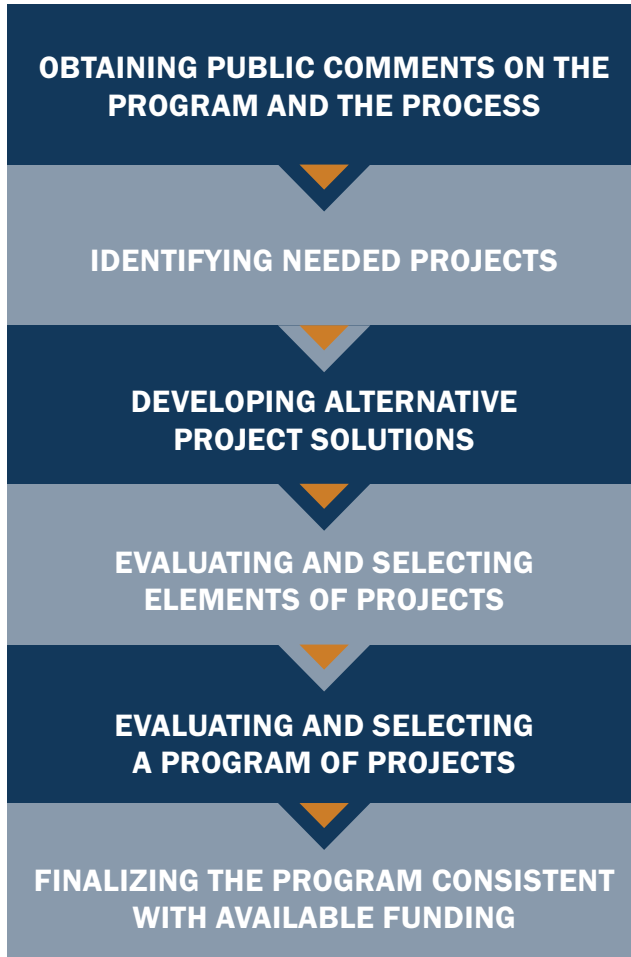 OBTAINING PUBLIC COMMENTS ON THE
PROGRAM AND THE PROCESS
IDENTIFYING NEEDED PROJECTS
DEVELOPING ALTERNATIVE
PROJECT SOLUTIONS
EVALUATING AND SELECTING
ELEMENTS OF PROJECTS
EVALUATING AND SELECTING
A PROGRAM OF PROJECTS
FINALIZING THE PROGRAM CONSISTENT
WITH AVAILABLE FUNDING